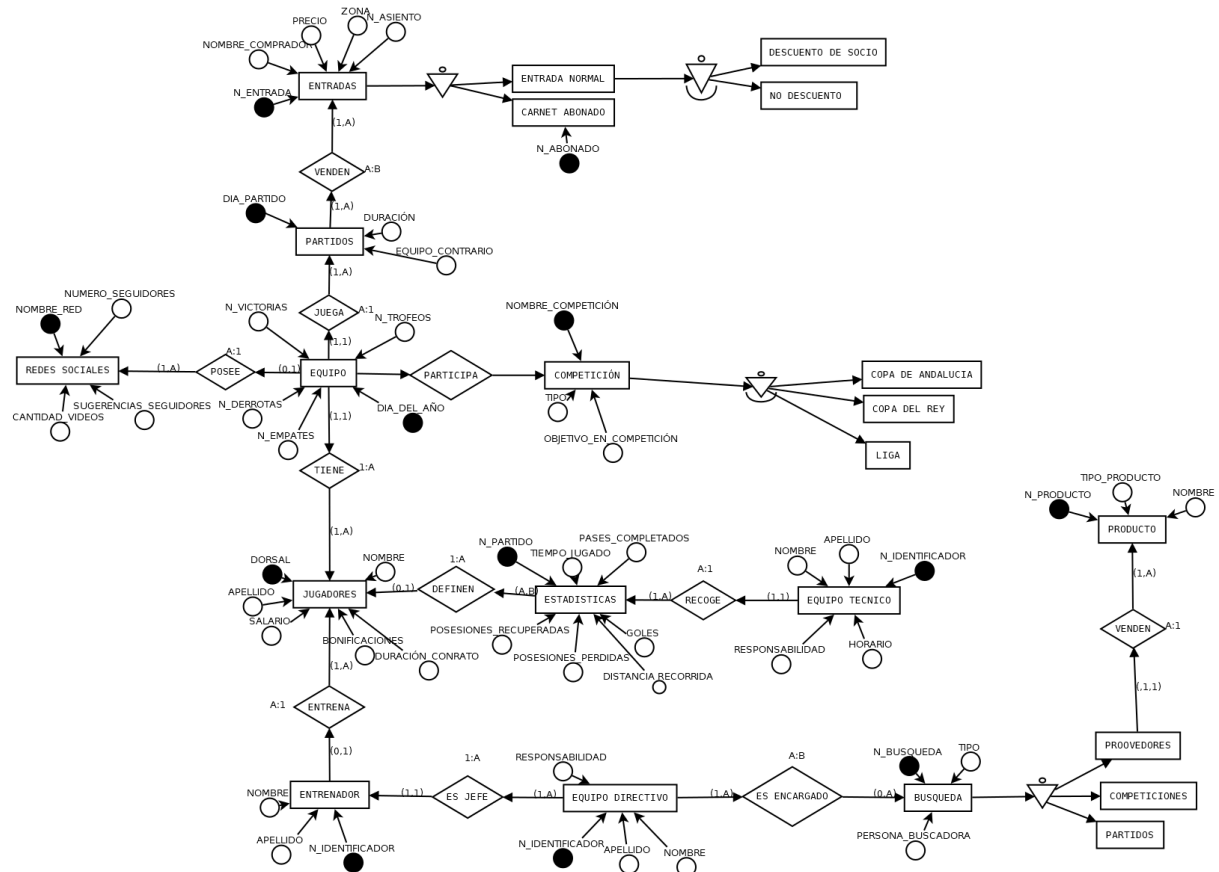 ZONA
PRECIO
N_ASIENTO
NOMBRE_COMPRADOR
ENTRADAS
N_ENTRADA
o
ENTRADA NORMAL
CARNET ABONADO
N_ABONADO
o
DESCUENTO DE SOCIO
NO DESCUENTO
(1,A)
VENDEN
A:B
(1,A)
DIA_PARTIDO
DURACIÓN
PARTIDOS
EQUIPO_CONTRARIO
(1,A)
JUEGA
A:1
(1,1)
NUMERO_SEGUIDORES
NOMBRE_RED
REDES SOCIALES
CANTIDAD_VIDEOS
SUGERENCIAS_SEGUIDORES
(1,A)
A:1
POSEE
(0,1)
N_VICTORIAS
N_TROFEOS
EQUIPO
N_DERROTAS
N_EMPATES
DIA_DEL_AÑO
PARTICIPA
NOMBRE_COMPETICIÓN
COMPETICIÓN
TIPO
OBJETIVO_EN_COMPETICIÓN
o
COPA DE ANDALUCIA
COPA DEL REY
LIGA
(1,1)
TIENE
1:A
(1,A)
DORSAL
NOMBRE
JUGADORES
APELLIDO
SALARIO
BONIFICACIONES
DURACIÓN_CONRATO
(0,1)
1:A
DEFINEN
(A,B)
N_PARTIDO
TIEMPO_JUGADO
PASES_COMPLETADOS
ESTADISTICAS
POSESIONES_RECUPERADAS
GOLES
POSESIONES_PERDIDAS
DISTANCIA_RECORRIDA
(1,A)
A:1
RECOGE
(1,1)
NOMBRE
APELLIDO
N_IDENTIFICADOR
EQUIPO TECNICO
RESPONSABILIDAD
HORARIO
TIPO_PRODUCTO
N_PRODUCTO
NOMBRE
PRODUCTO
(1,A)
VENDEN
A:1
(,1,1)
PROOVEDORES
(1,A)
A:1
ENTRENA
(0,1)
ENTRENADOR
NOMBRE
APELLIDO
N_IDENTIFICADOR
(1,1)
1:A
ES JEFE
(1,A)
RESPONSABILIDAD
EQUIPO DIRECTIVO
N_IDENTIFICADOR
APELLIDO
NOMBRE
(1,A)
A:B
ES ENCARGADO
(0,A)
N_BUSQUEDA
TIPO
BUSQUEDA
PERSONA_BUSCADORA
o
COMPETICIONES
PARTIDOS